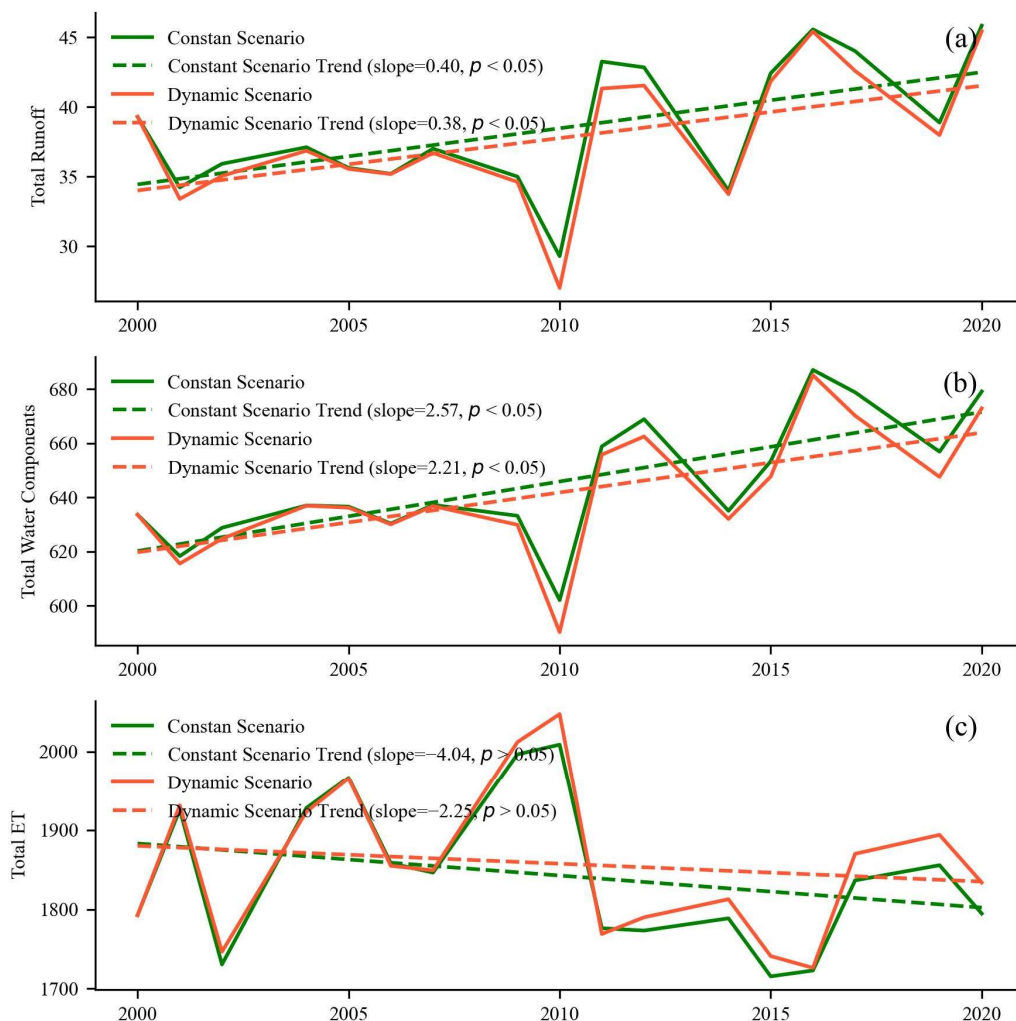 (a)
Constan Scenario
Constant Scenario Trend (slope=0.40, p < 0.05)
Dynamic Scenario
Dynamic Scenario Trend (slope=0.38, p < 0.05)
Total Runoff
45
40
35
30
2000 2005 2010 2015 2020
(b)
Constan Scenario
Constant Scenario Trend (slope=2.57, p < 0.05)
Dynamic Scenario
Dynamic Scenario Trend (slope=2.21, p < 0.05)
Total Water Components
680
660
640
620
600
2000 2005 2010 2015 2020
(c)
Constan Scenario
Constant Scenario Trend (slope=−4.04, p > 0.05)
Dynamic Scenario
Dynamic Scenario Trend (slope=−2.25, p > 0.05)
Total ET
2000
1900
1800
1700
2000 2005 2010 2015 2020